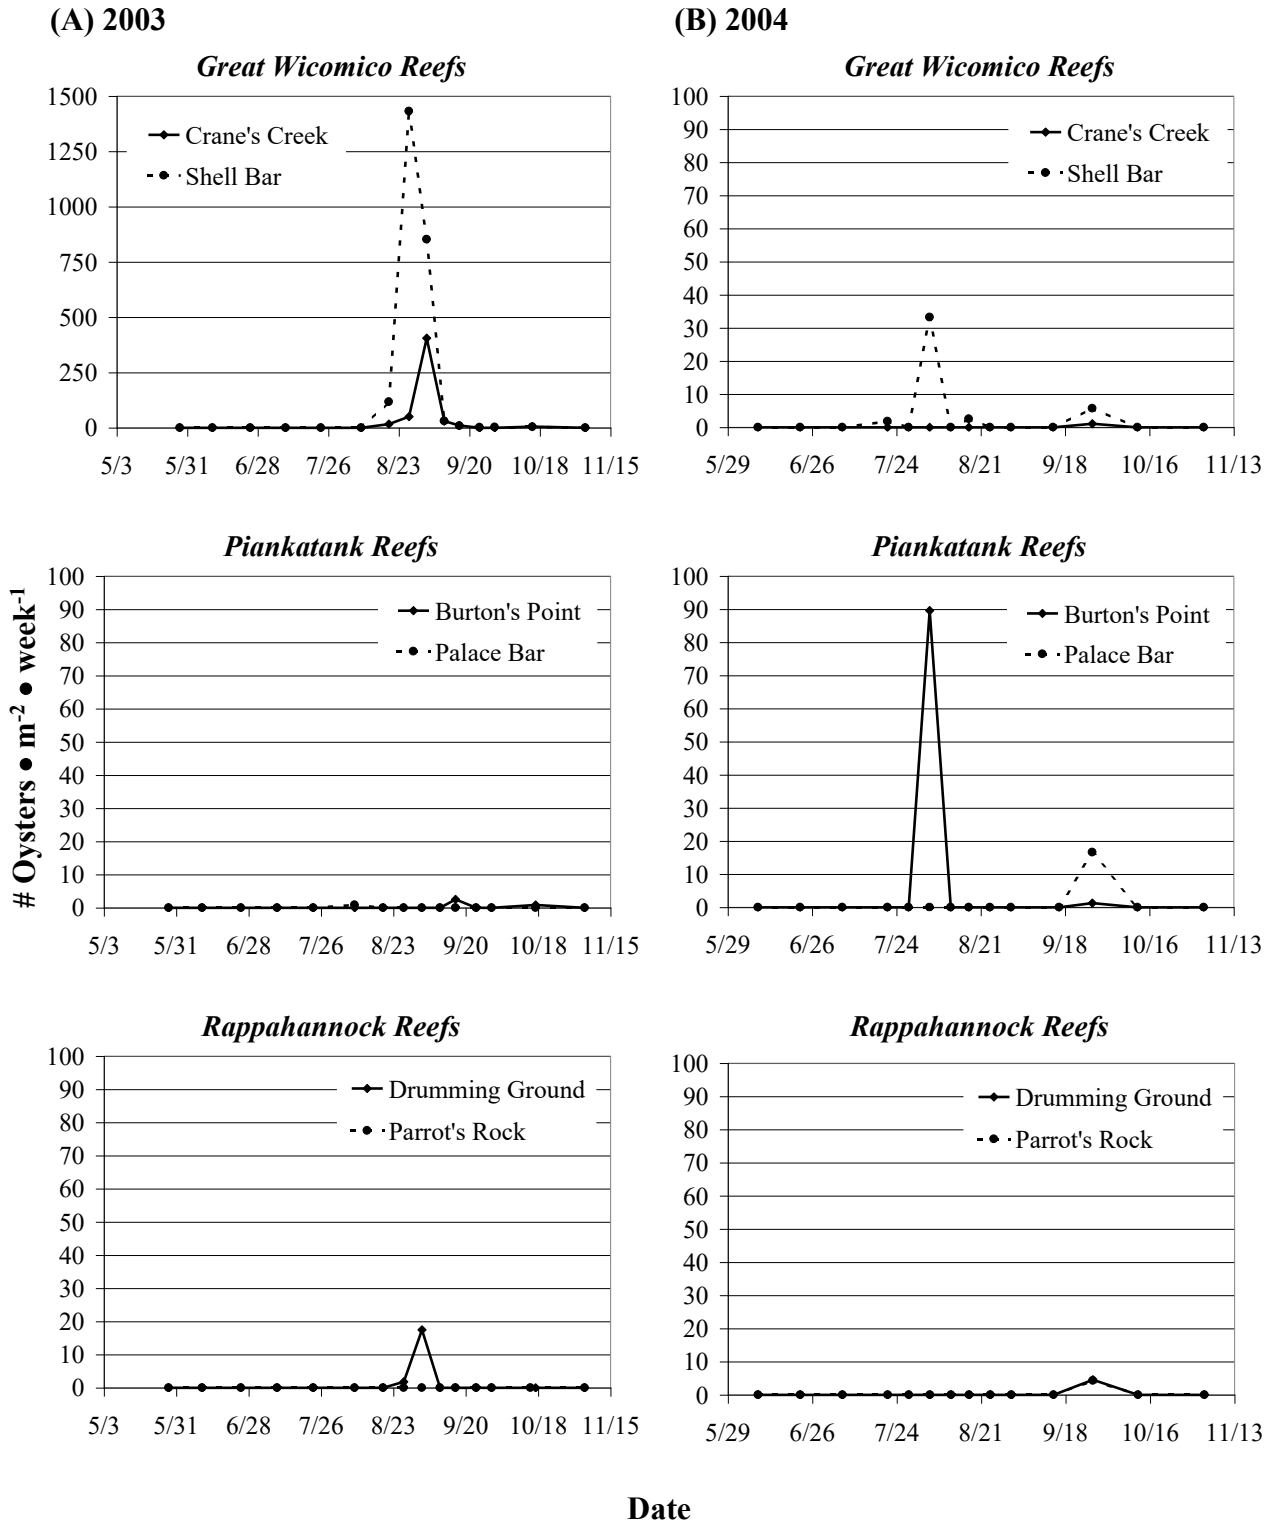 (A) 2003
(B) 2004
Great Wicomico Reefs
1500
1250
1000
750
500
250
0
Crane's Creek
Shell Bar
5/3 5/31 6/28 7/26 8/23 9/20 10/18 11/15
Great Wicomico Reefs
100
90
80
70
60
50
40
30
20
10
0
Crane's Creek
Shell Bar
5/29 6/26 7/24 8/21 9/18 10/16 11/13
# Oysters ● m-2 ● week-1
Piankatank Reefs
100
90
80
70
60
50
40
30
20
10
0
Burton's Point
Palace Bar
5/3 5/31 6/28 7/26 8/23 9/20 10/18 11/15
Piankatank Reefs
100
90
80
70
60
50
40
30
20
10
0
Burton's Point
Palace Bar
5/29 6/26 7/24 8/21 9/18 10/16 11/13
Rappahannock Reefs
100
90
80
70
60
50
40
30
20
10
0
Drumming Ground
Parrot's Rock
5/3 5/31 6/28 7/26 8/23 9/20 10/18 11/15
Rappahannock Reefs
100
90
80
70
60
50
40
30
20
10
0
Drumming Ground
Parrot's Rock
5/29 6/26 7/24 8/21 9/18 10/16 11/13
Date